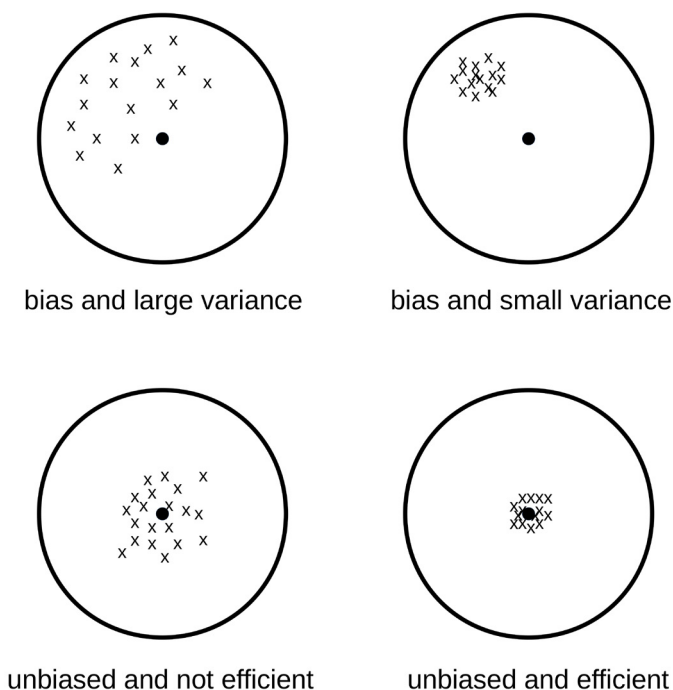 bias and large variance
bias and small variance
unbiased and not efficient
unbiased and efficient